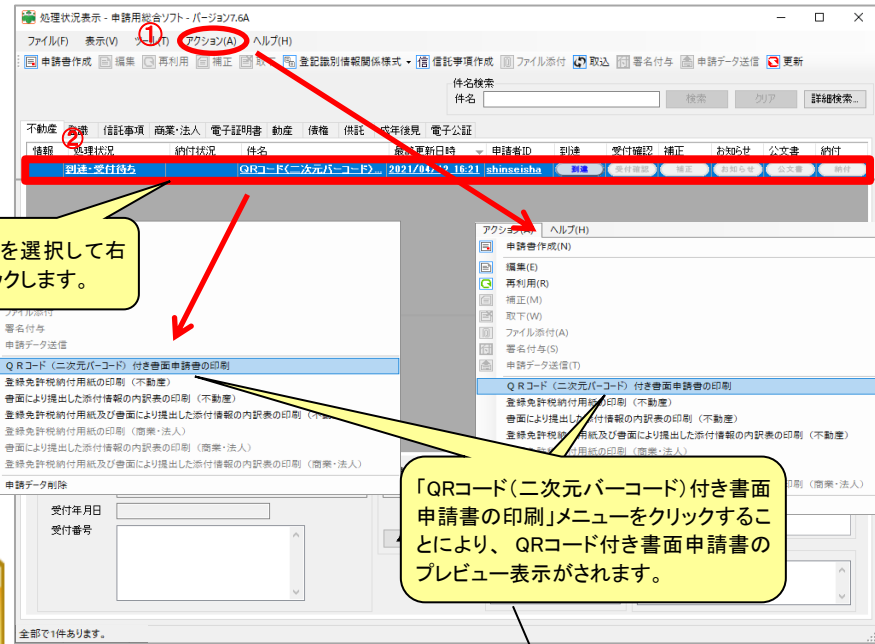 処理状況表示 - 申請用総合ソフト - バージョン7.6A
ファイル(F) 表示(V) ツール(T) アクション(A) ヘルプ(H)
①
申請書作成 編集 再利用 補正 取下 登記識別情報関係様式 信 信託事項作成 ファイル添付 取込 署名付与 申請データ送信 更新
件名検索
件名 検索 クリア 詳細検索...
不動産 登識 信託事項 商業・法人 電子証明書 動産 債権 供託 成年後見 電子公証
②
情報 処理状況 納付状況 件名 最終更新日時 申請者ID 到達 受付確認 補正 お知らせ 公文書 納付
到達・受付待ち QRコード(二次元バーコード)... 2021/04/ 16:21 shinseisha 到達 受付確認 補正 お知らせ 公文書 納付
を選択して右
ックします。
ファイル添付
署名付与
申請データ送信
QRコード(二次元バーコード)付き書面申請書の印刷
登録免許税納付用紙の印刷(不動産)
書面により提出した添付情報の内訳表の印刷(不動産)
登録免許税納付用紙及び書面により提出した添付情報の内訳表の印刷(不
登録免許税納付用紙の印刷(商業・法人)
書面により提出した添付情報の内訳表の印刷(商業・法人)
登録免許税納付用紙及び書面により提出した添付情報の内訳表の印刷(商業・法人)
申請データ削除
アクション(A) ヘルプ(H)
申請書作成(N)
編集(E)
再利用(R)
補正(M)
取下(W)
ファイル添付(A)
署名付与(S)
申請データ送信(T)
QRコード(二次元バーコード)付き書面申請書の印刷
登録免許税納付用紙の印刷(不動産)
書面により提出した添付情報の内訳表の印刷(不動産)
登録免許税納付用紙及び書面により提出した添付情報の内訳表の印刷(不動産)
用紙の印刷(商業・法人)
印刷(商業・法人)
「QRコード(二次元バーコード)付き書面
申請書の印刷」メニューをクリックするこ
とにより、QRコード付き書面申請書の
プレビュー表示がされます。
受付年月日
受付番号
全部で1件あります。